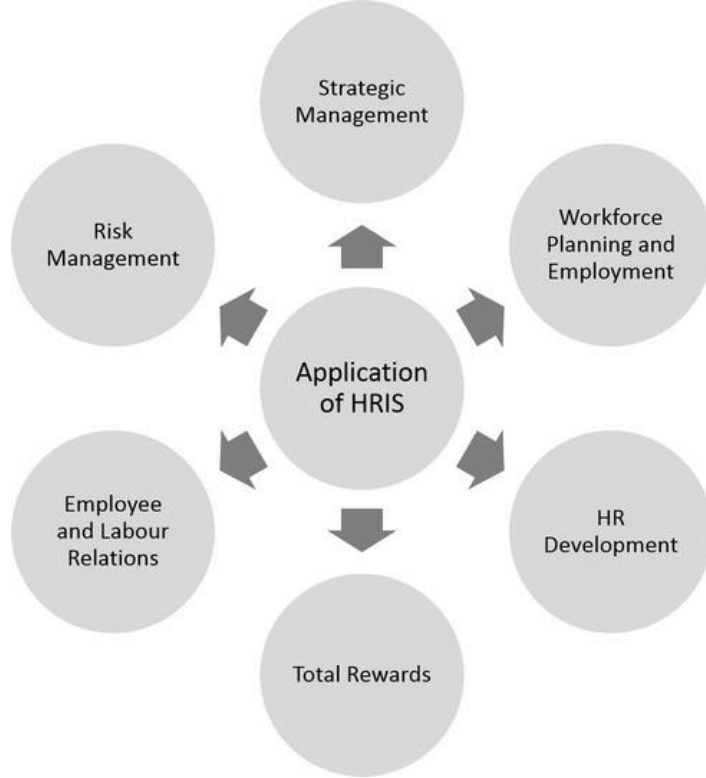 Strategic
Management
Workforce
Planning and
Employment
HR
Development
Total Rewards
Employee
and Labour
Relations
Risk
Management
Application
of HRIS